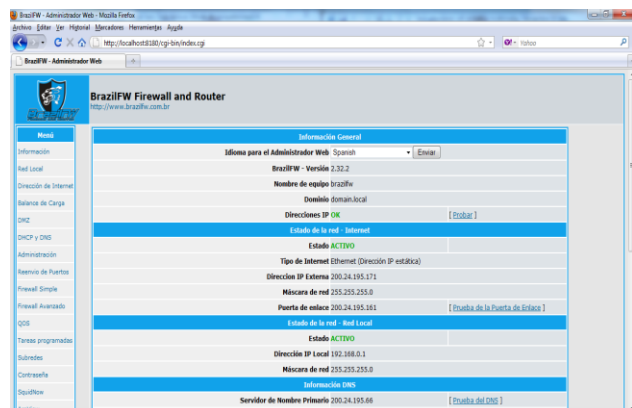 BrazilFW - Administrador Web - Mozilla Firefox
Archivo Editar Ver Historial Marcadores Herramientas Ayuda
http://localhost:8180/cgi-bin/index.cgi
Yahoo
BrazilFW - Administrador Web
BrazilFW Firewall and Router
http://www.brazilfw.com.br
Menú
Información
Red Local
Dirección de Internet
Balance de Carga
DMZ
DHCP y DNS
Administración
Reenvio de Puertos
Firewall Simple
Firewall Avanzado
QOS
Tareas programadas
Subredes
Contraseña
SquidNow
Información General
Idioma para el Administrador Web Spanish Enviar
BrazilFW - Versión 2.32.2
Nombre de equipo brazilfw
Dominio domain.local
Direcciones IP OK [ Probar ]
Estado de la red - Internet
Estado ACTIVO
Tipo de Internet Ethernet (Dirección IP estática)
Direccion IP Externa 200.24.195.171
Máscara de red 255.255.255.0
Puerta de enlace 200.24.195.161 [ Prueba de la Puerta de Enlace ]
Estado de la red - Red Local
Estado ACTIVO
Dirección IP Local 192.168.0.1
Máscara de red 255.255.255.0
Información DNS
Servidor de Nombre Primario 200.24.195.66 [ Prueba del DNS ]